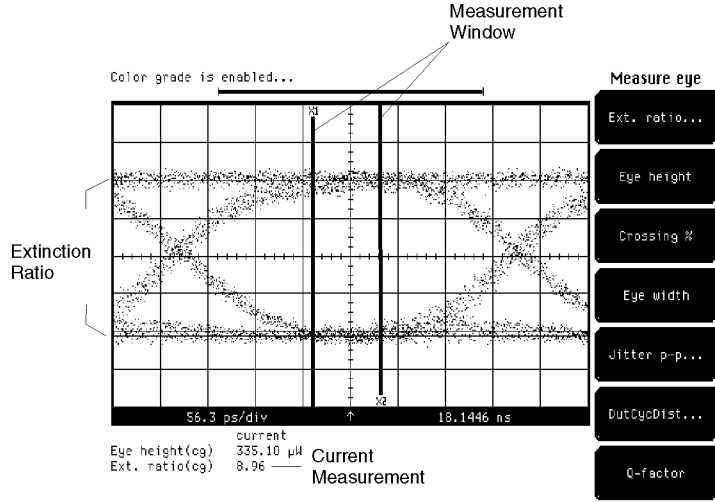 Measurement
Window
Color grade is enabled...
Measure eye
X1
Ext. ratio...
Eye height
Crossing %
Extinction
Ratio
Eye width
Jitter p-p...
X2
56.3 ps/div
↑
18.1446 ns
DutCycDist...
current
Eye height(cg) 335.10 µW
Ext. ratio(cg) 8.96
Current
Measurement
Q-factor